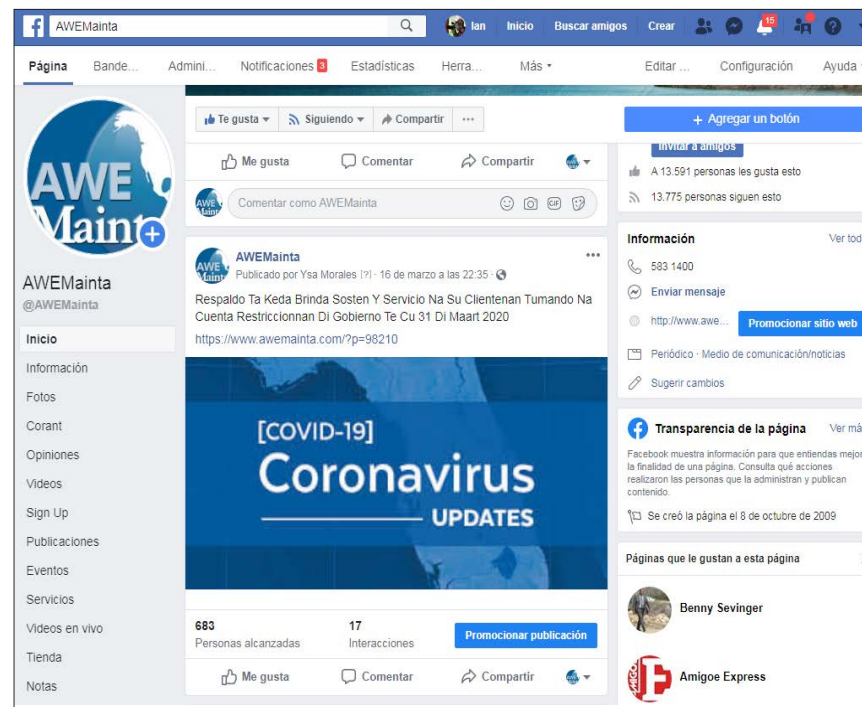 AWEMainta
Ian
Inicio
Buscar amigos
Crear
15
Página
Bande...
Admini...
Notificaciones 3
Estadísticas
Herra...
Más
Editar ...
Configuración
Ayuda
AWE
Mainta
AWEMainta
@AWEMainta
Inicio
Información
Fotos
Corant
Opiniones
Videos
Sign Up
Publicaciones
Eventos
Servicios
Videos en vivo
Tienda
Notas
Te gusta
Siguiendo
Compartir
...
Me gusta
Comentar
Compartir
Comentar como AWEMainta
GIF
AWEMainta
Publicado por Ysa Morales [?] · 16 de marzo a las 22:35 ·
Respaldo Ta Keda Brinda Sosten Y Servicio Na Su Clientenan Tumando Na
Cuenta Restriccionnan Di Gobierno Te Cu 31 Di Maart 2020
https://www.awemainta.com/?p=98210
[COVID-19]
Coronavirus
UPDATES
683
Personas alcanzadas
17
Interacciones
Promocionar publicación
Me gusta
Comentar
Compartir
+ Agregar un botón
Invitar a amigos
A 13.591 personas les gusta esto
13.775 personas siguen esto
Información
Ver tod
583 1400
Enviar mensaje
http://www.awe...
Promocionar sitio web
Periódico · Medio de comunicación/noticias
Sugerir cambios
Transparencia de la página
Ver má
Facebook muestra información para que entiendas mejor
la finalidad de una página. Consulta qué acciones
realizaron las personas que la administran y publican
contenido.
Se creó la página el 8 de octubre de 2009
Páginas que le gustan a esta página
Benny Sevinger
Amigoe Express